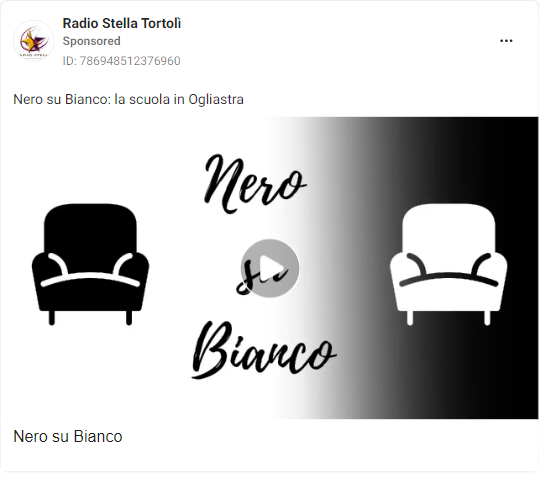 Radio Stella Tortolì
Sponsored
ID: 786948512376960
Nero su Bianco: la scuola in Ogliastra
Nero
su
Bianco
Nero su Bianco